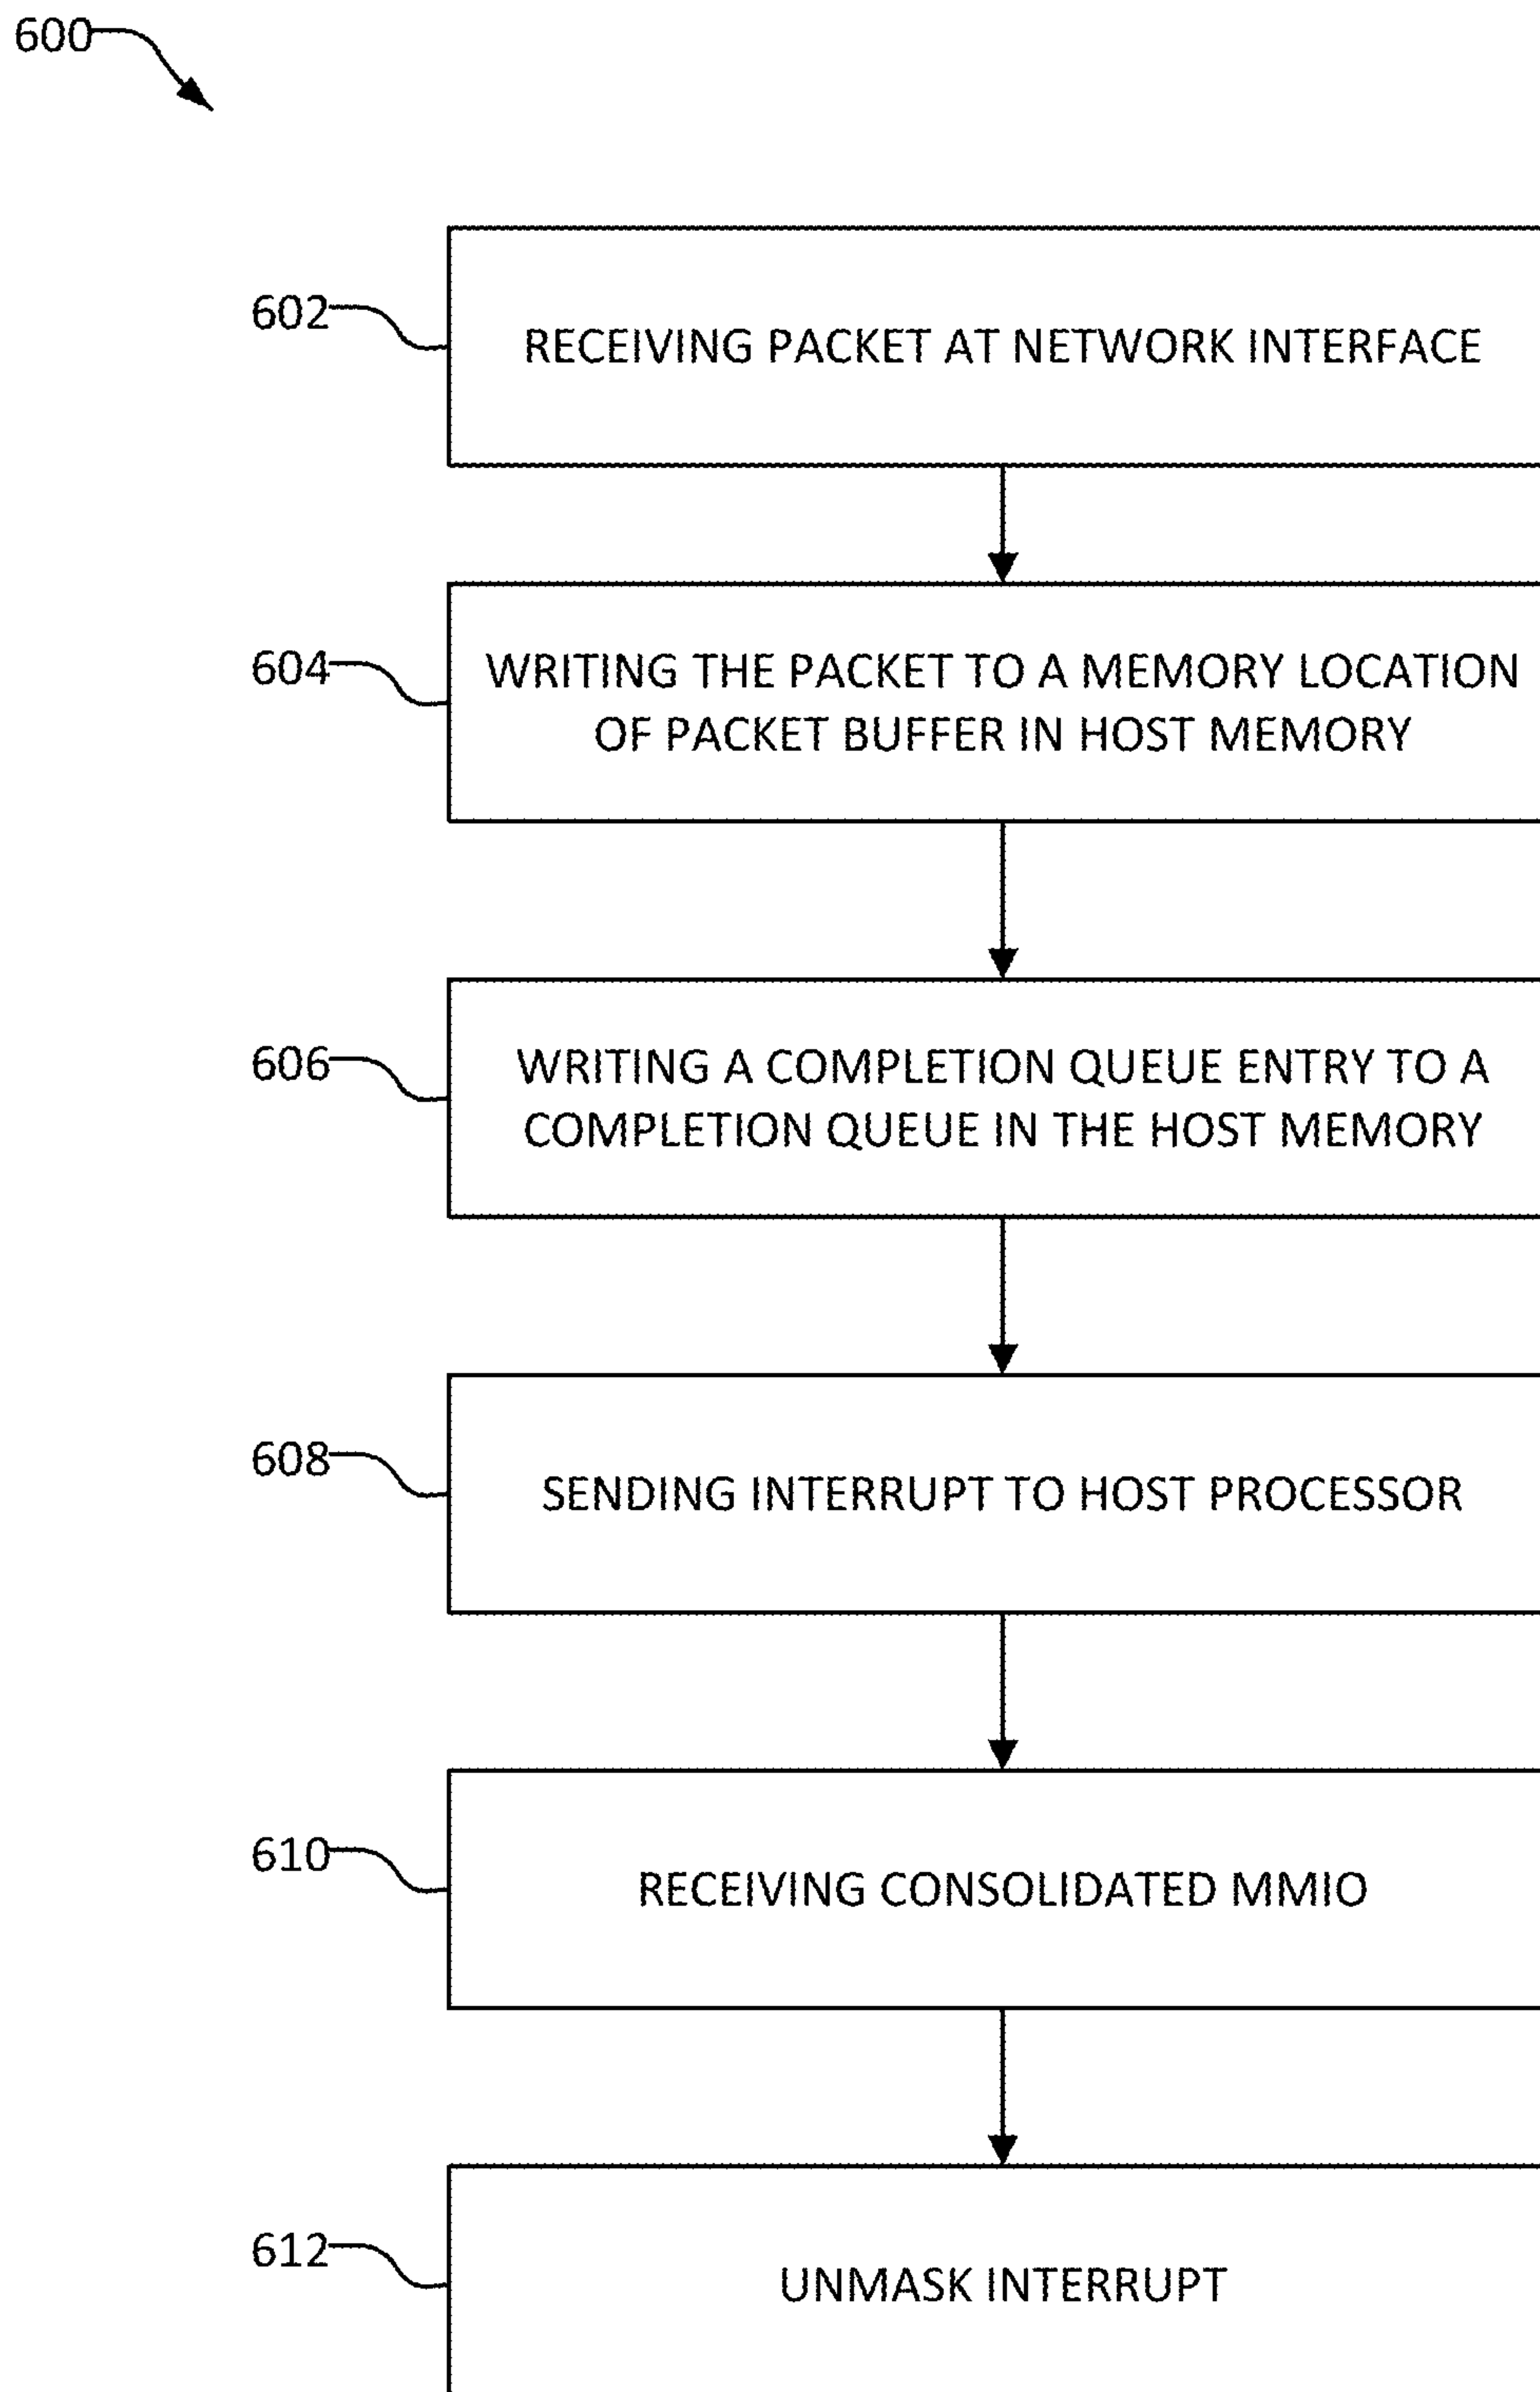 600
602
RECEIVING PACKET AT NETWORK INTERFACE
604
WRITING THE PACKET TO A MEMORY LOCATION
OF PACKET BUFFER IN HOST MEMORY
606
WRITING A COMPLETION QUEUE ENTRY TO A
COMPLETION QUEUE IN THE HOST MEMORY
608
SENDING INTERRUPT TO HOST PROCESSOR
610
RECEIVING CONSOLIDATED MMIO
612
UNMASK INTERRUPT